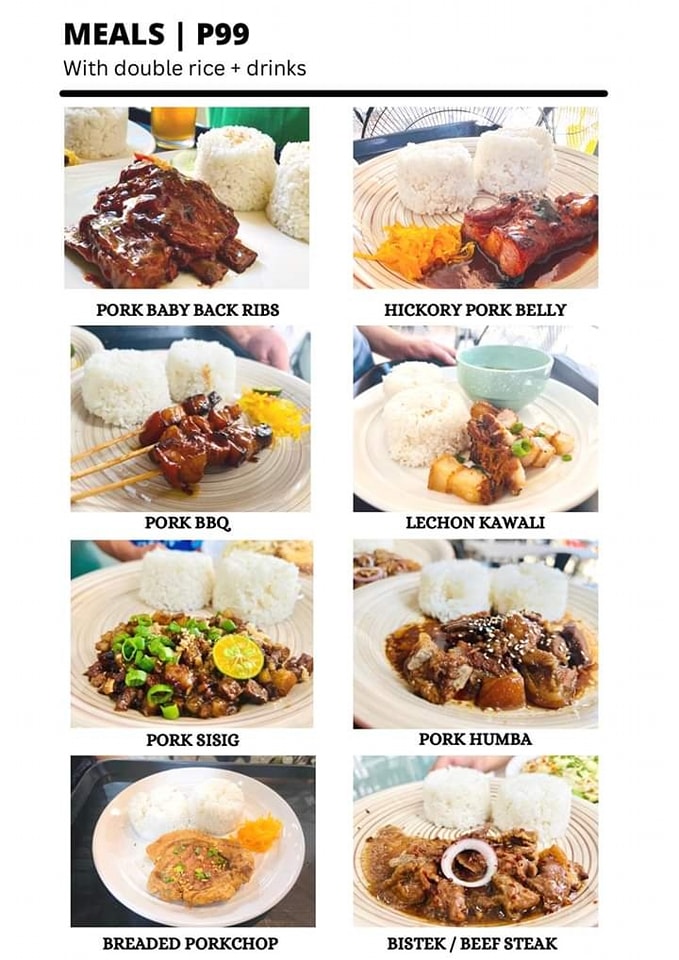 MEALS | P99
With double rice + drinks
PORK BABY BACK RIBS
HICKORY PORK BELLY
PORK BBQ
LECHON KAWALI
PORK SISIG
PORK HUMBA
BREADED PORKCHOP
BISTEK / BEEF STEAK